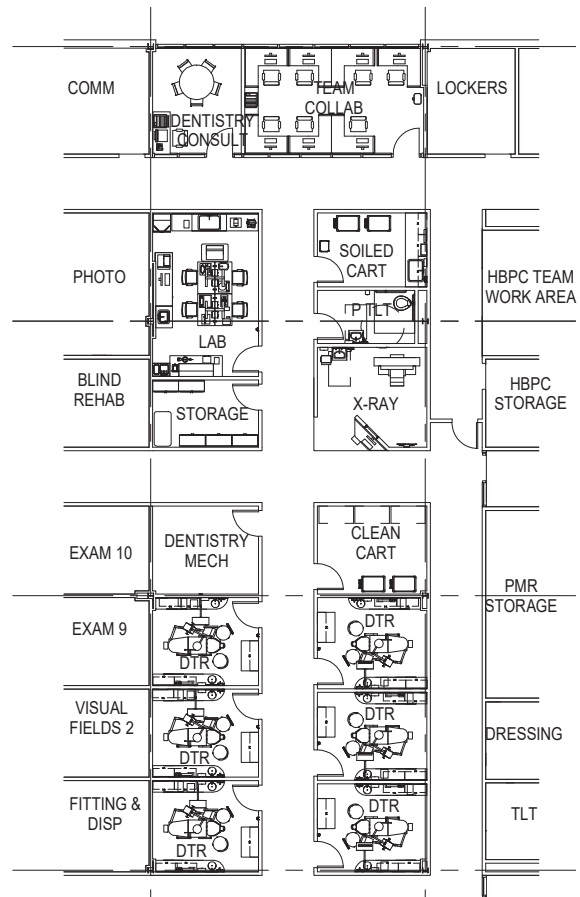 COMM
DENTISTRY
CONSULT
TEAM
COLLAB
LOCKERS
PHOTO
LAB
SOILED
CART
HBPC TEAM
WORK AREA
P TLT
BLIND
REHAB
STORAGE
X-RAY
HBPC
STORAGE
EXAM 10
DENTISTRY
MECH
CLEAN
CART
PMR
STORAGE
EXAM 9
DTR
DTR
VISUAL
FIELDS 2
DTR
DTR
DRESSING
FITTING &
DISP
DTR
DTR
TLT